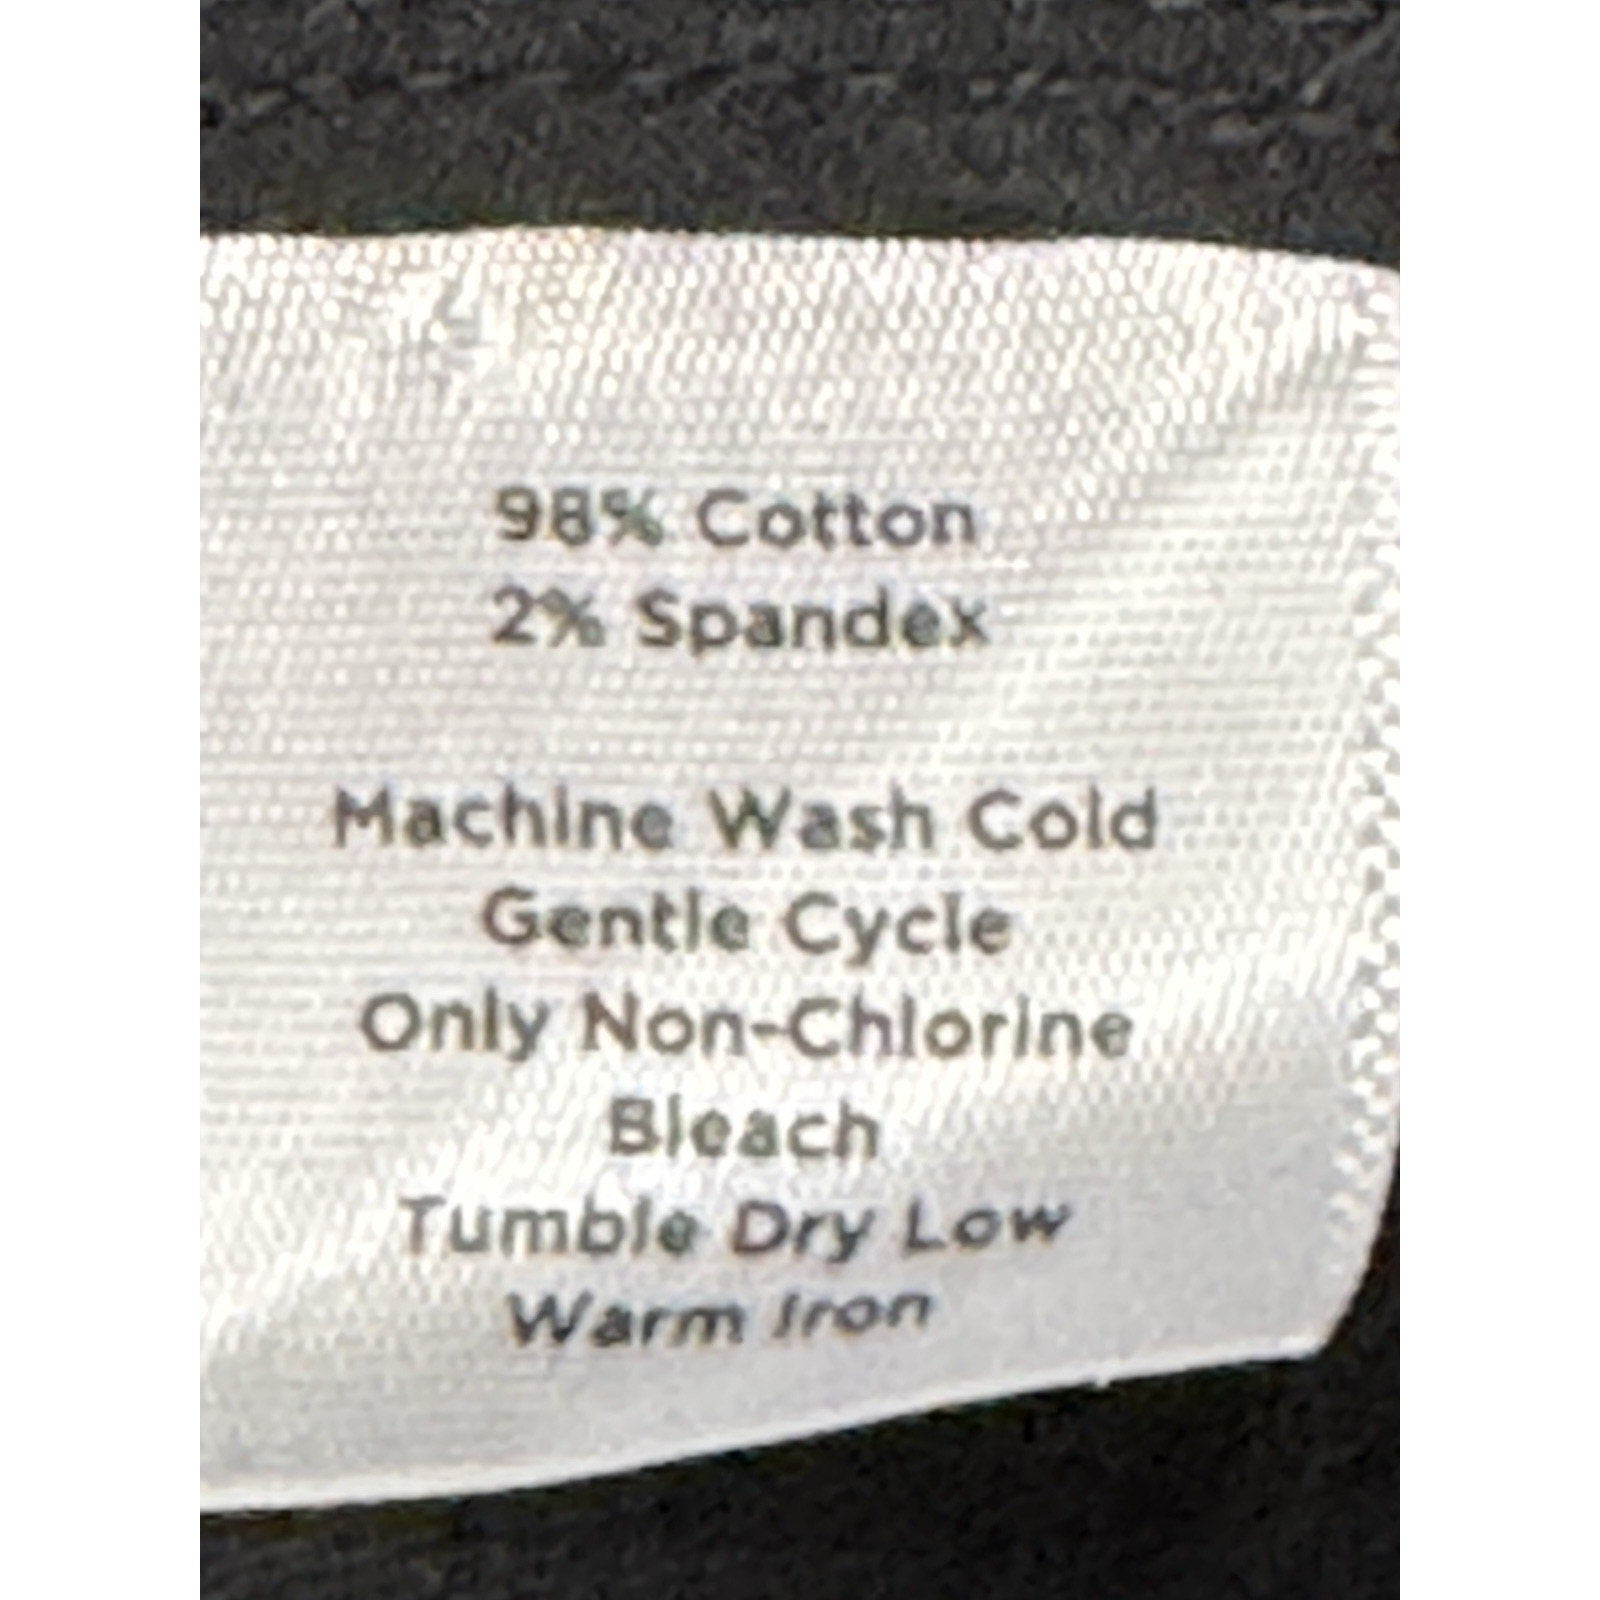 98% Cotton
2% Spandex
Machine Wash Cold
Gentle Cycle
Only Non-Chlorine
Bleach
Tumble Dry Low
Warm Iron